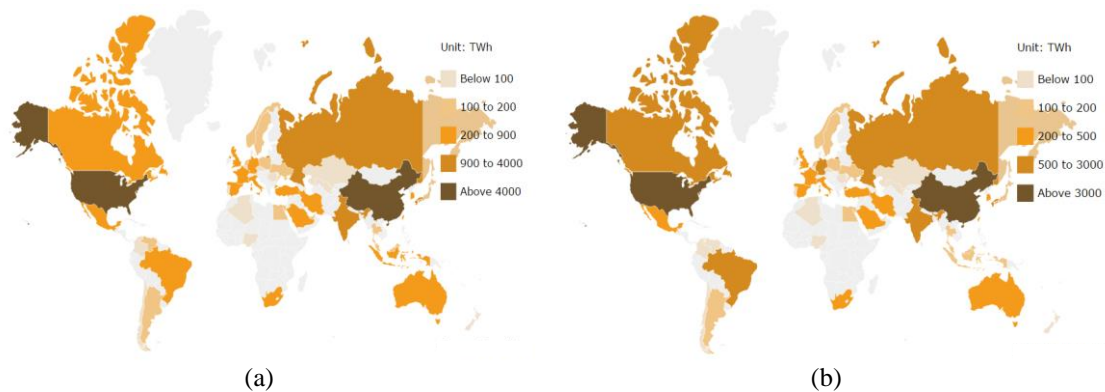 Unit: TWh
Below 100
100 to 200
200 to 900
900 to 4000
Above 4000
(a)
Unit: TWh
Below 100
100 to 200
200 to 500
500 to 3000
Above 3000
(b)